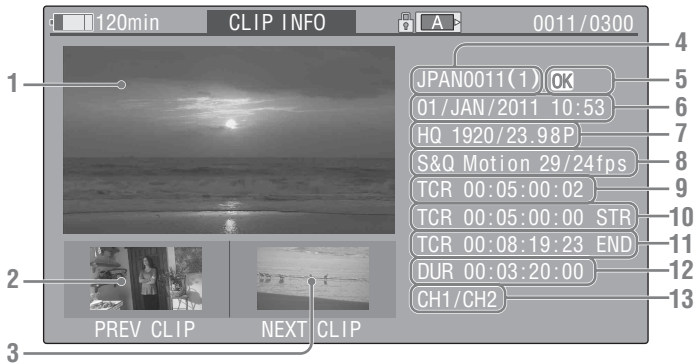 120min CLIP INFO A 0011/0300
4
JPAN0011(1) OK 5
1 01/JAN/2011 10:53 6
HQ 1920/23.98P 7
S&Q Motion 29/24fps 8
TCR 00:05:00:02 9
TCR 00:05:00:00 STR 10
TCR 00:08:19:23 END 11
2 DUR 00:03:20:00 12
CH1/CH2 13
PREV CLIP NEXT CLIP
3